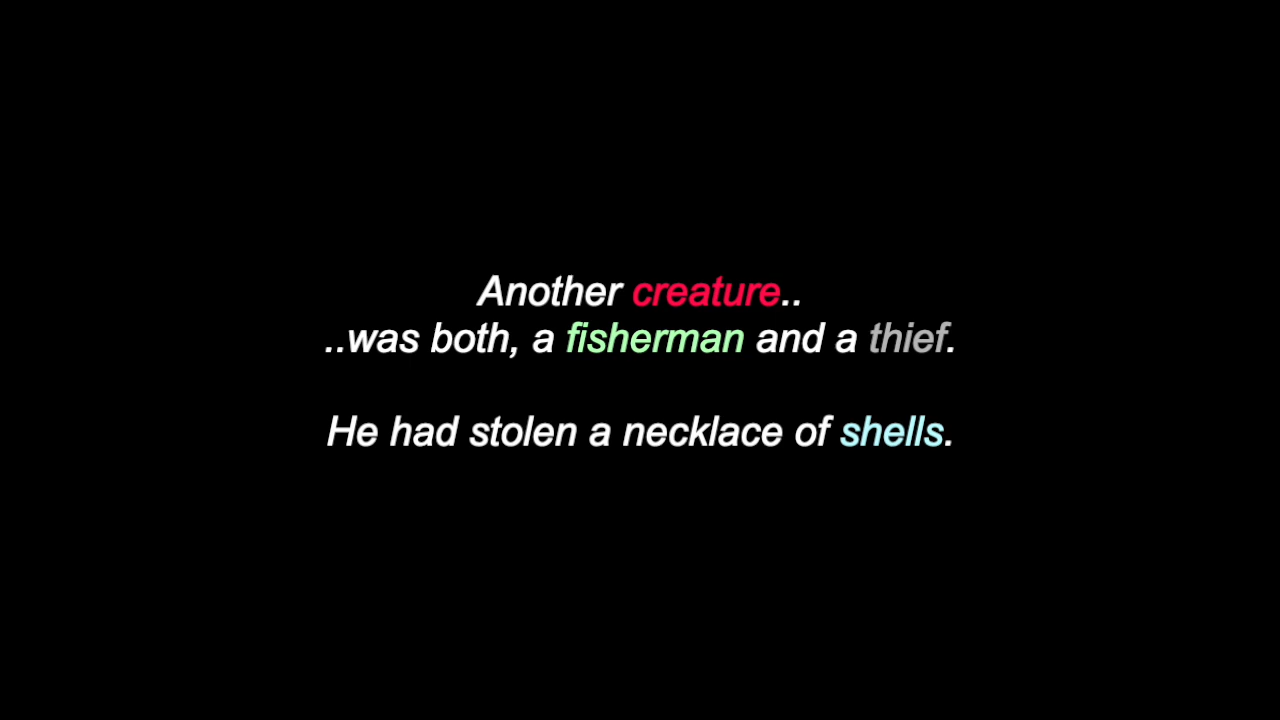 Another creature..
..was both, a fisherman and a thief.
He had stolen a necklace of shells.